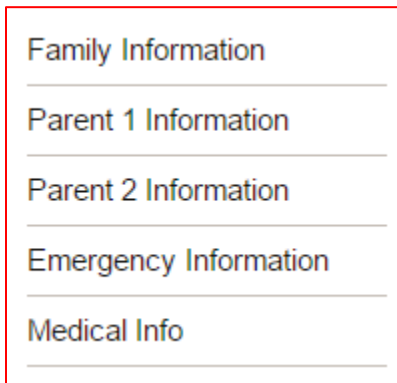 Family Information
Parent 1 Information
Parent 2 Information
Emergency Information
Medical Info